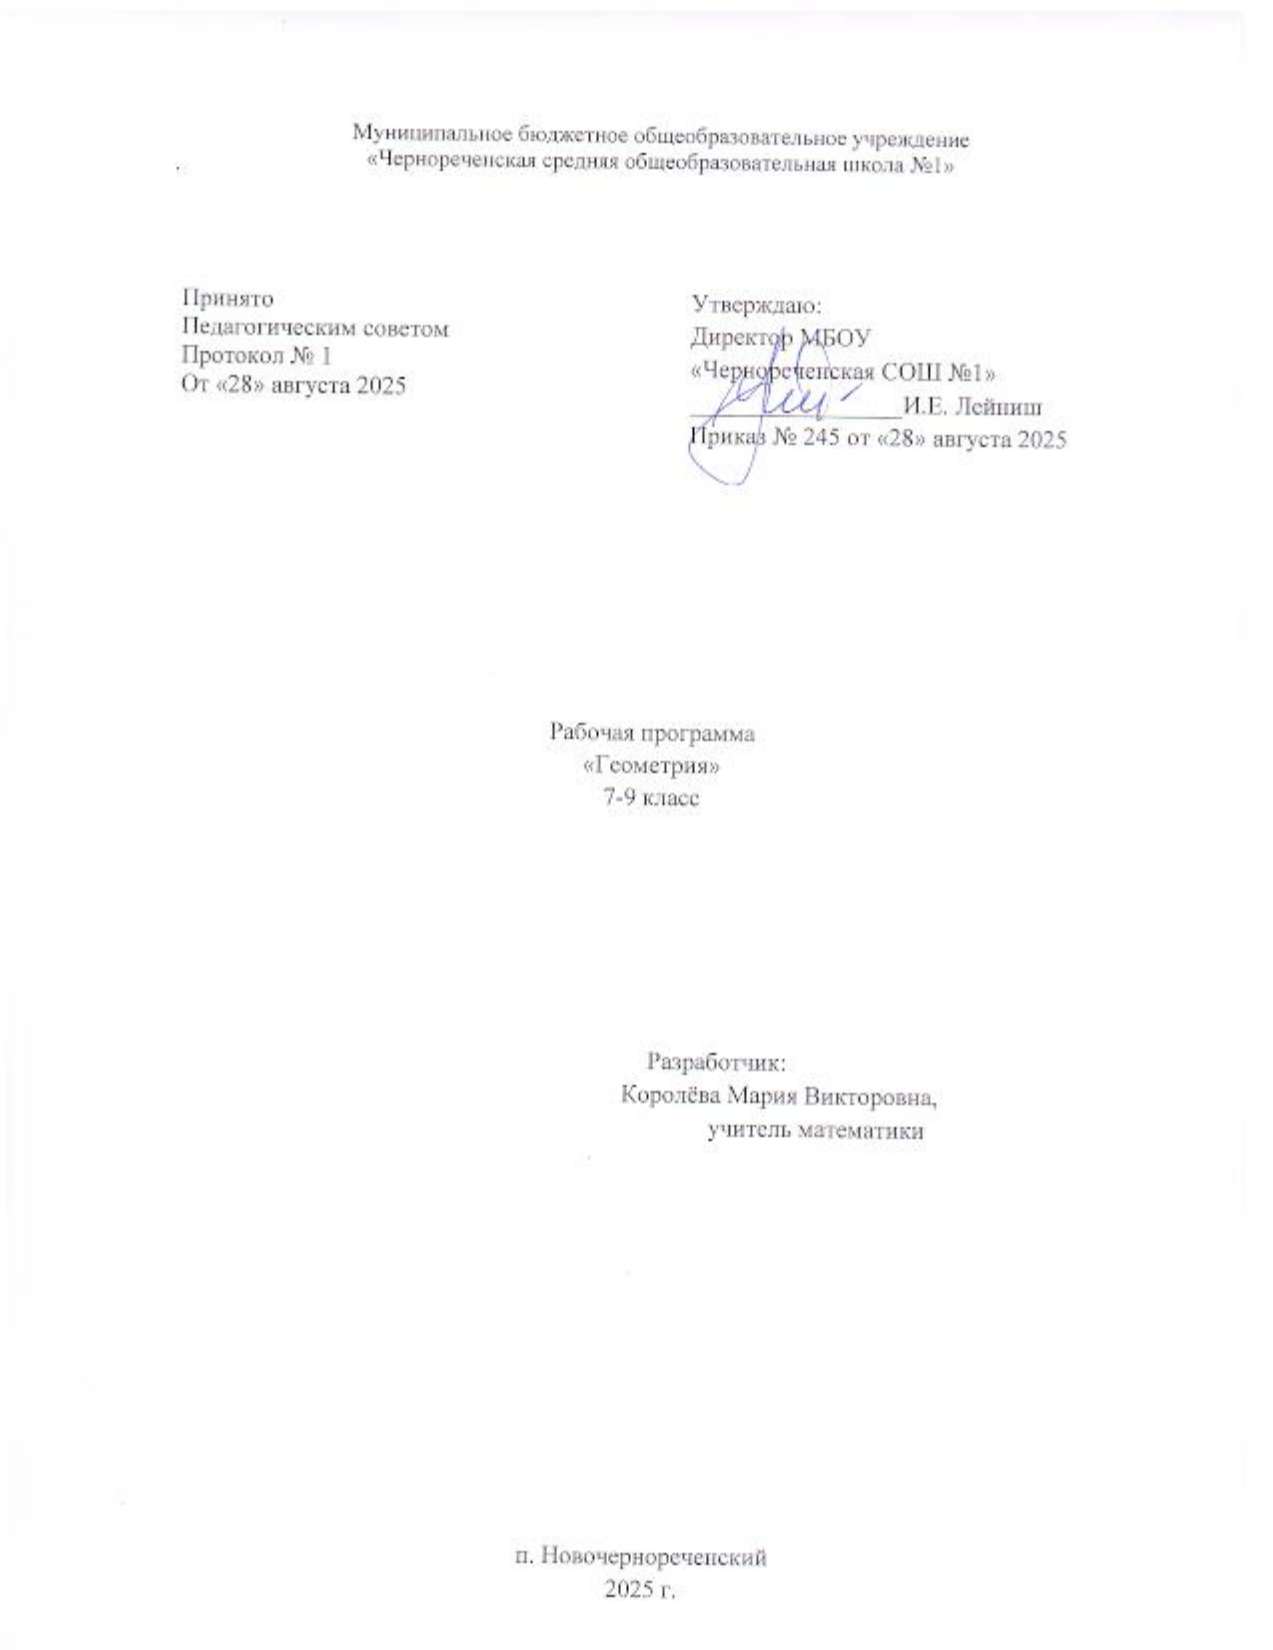 Муниципальное бюджетное общеобразовательное учреждение
«Чернореченская средняя общеобразовательная школа №1»
Принято
Педагогическим советом
Протокол № 1
От «28» августа 2025
Утверждаю:
Директор МБОУ
«Чернореченская СОШ №1»
И.Е. Лейниш
Приказ № 245 от «28» августа 2025
Рабочая программа
«Геометрия»
7-9 класс
Разработчик:
Королёва Мария Викторовна,
учитель математики
п. Новочернореченский
2025 г.